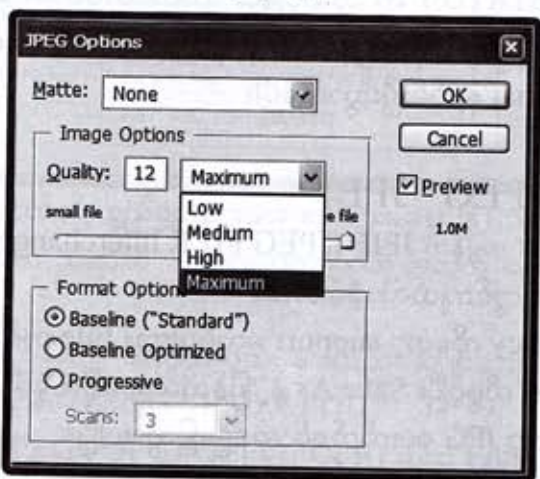 JPEG Options
Matte: None
OK
Image Options
Cancel
Quality: 12 Maximum
Preview
small file e file
1.0M
Low
Medium
High
Maximum
Format Option
Baseline ("Standard")
Baseline Optimized
Progressive
Scans: 3